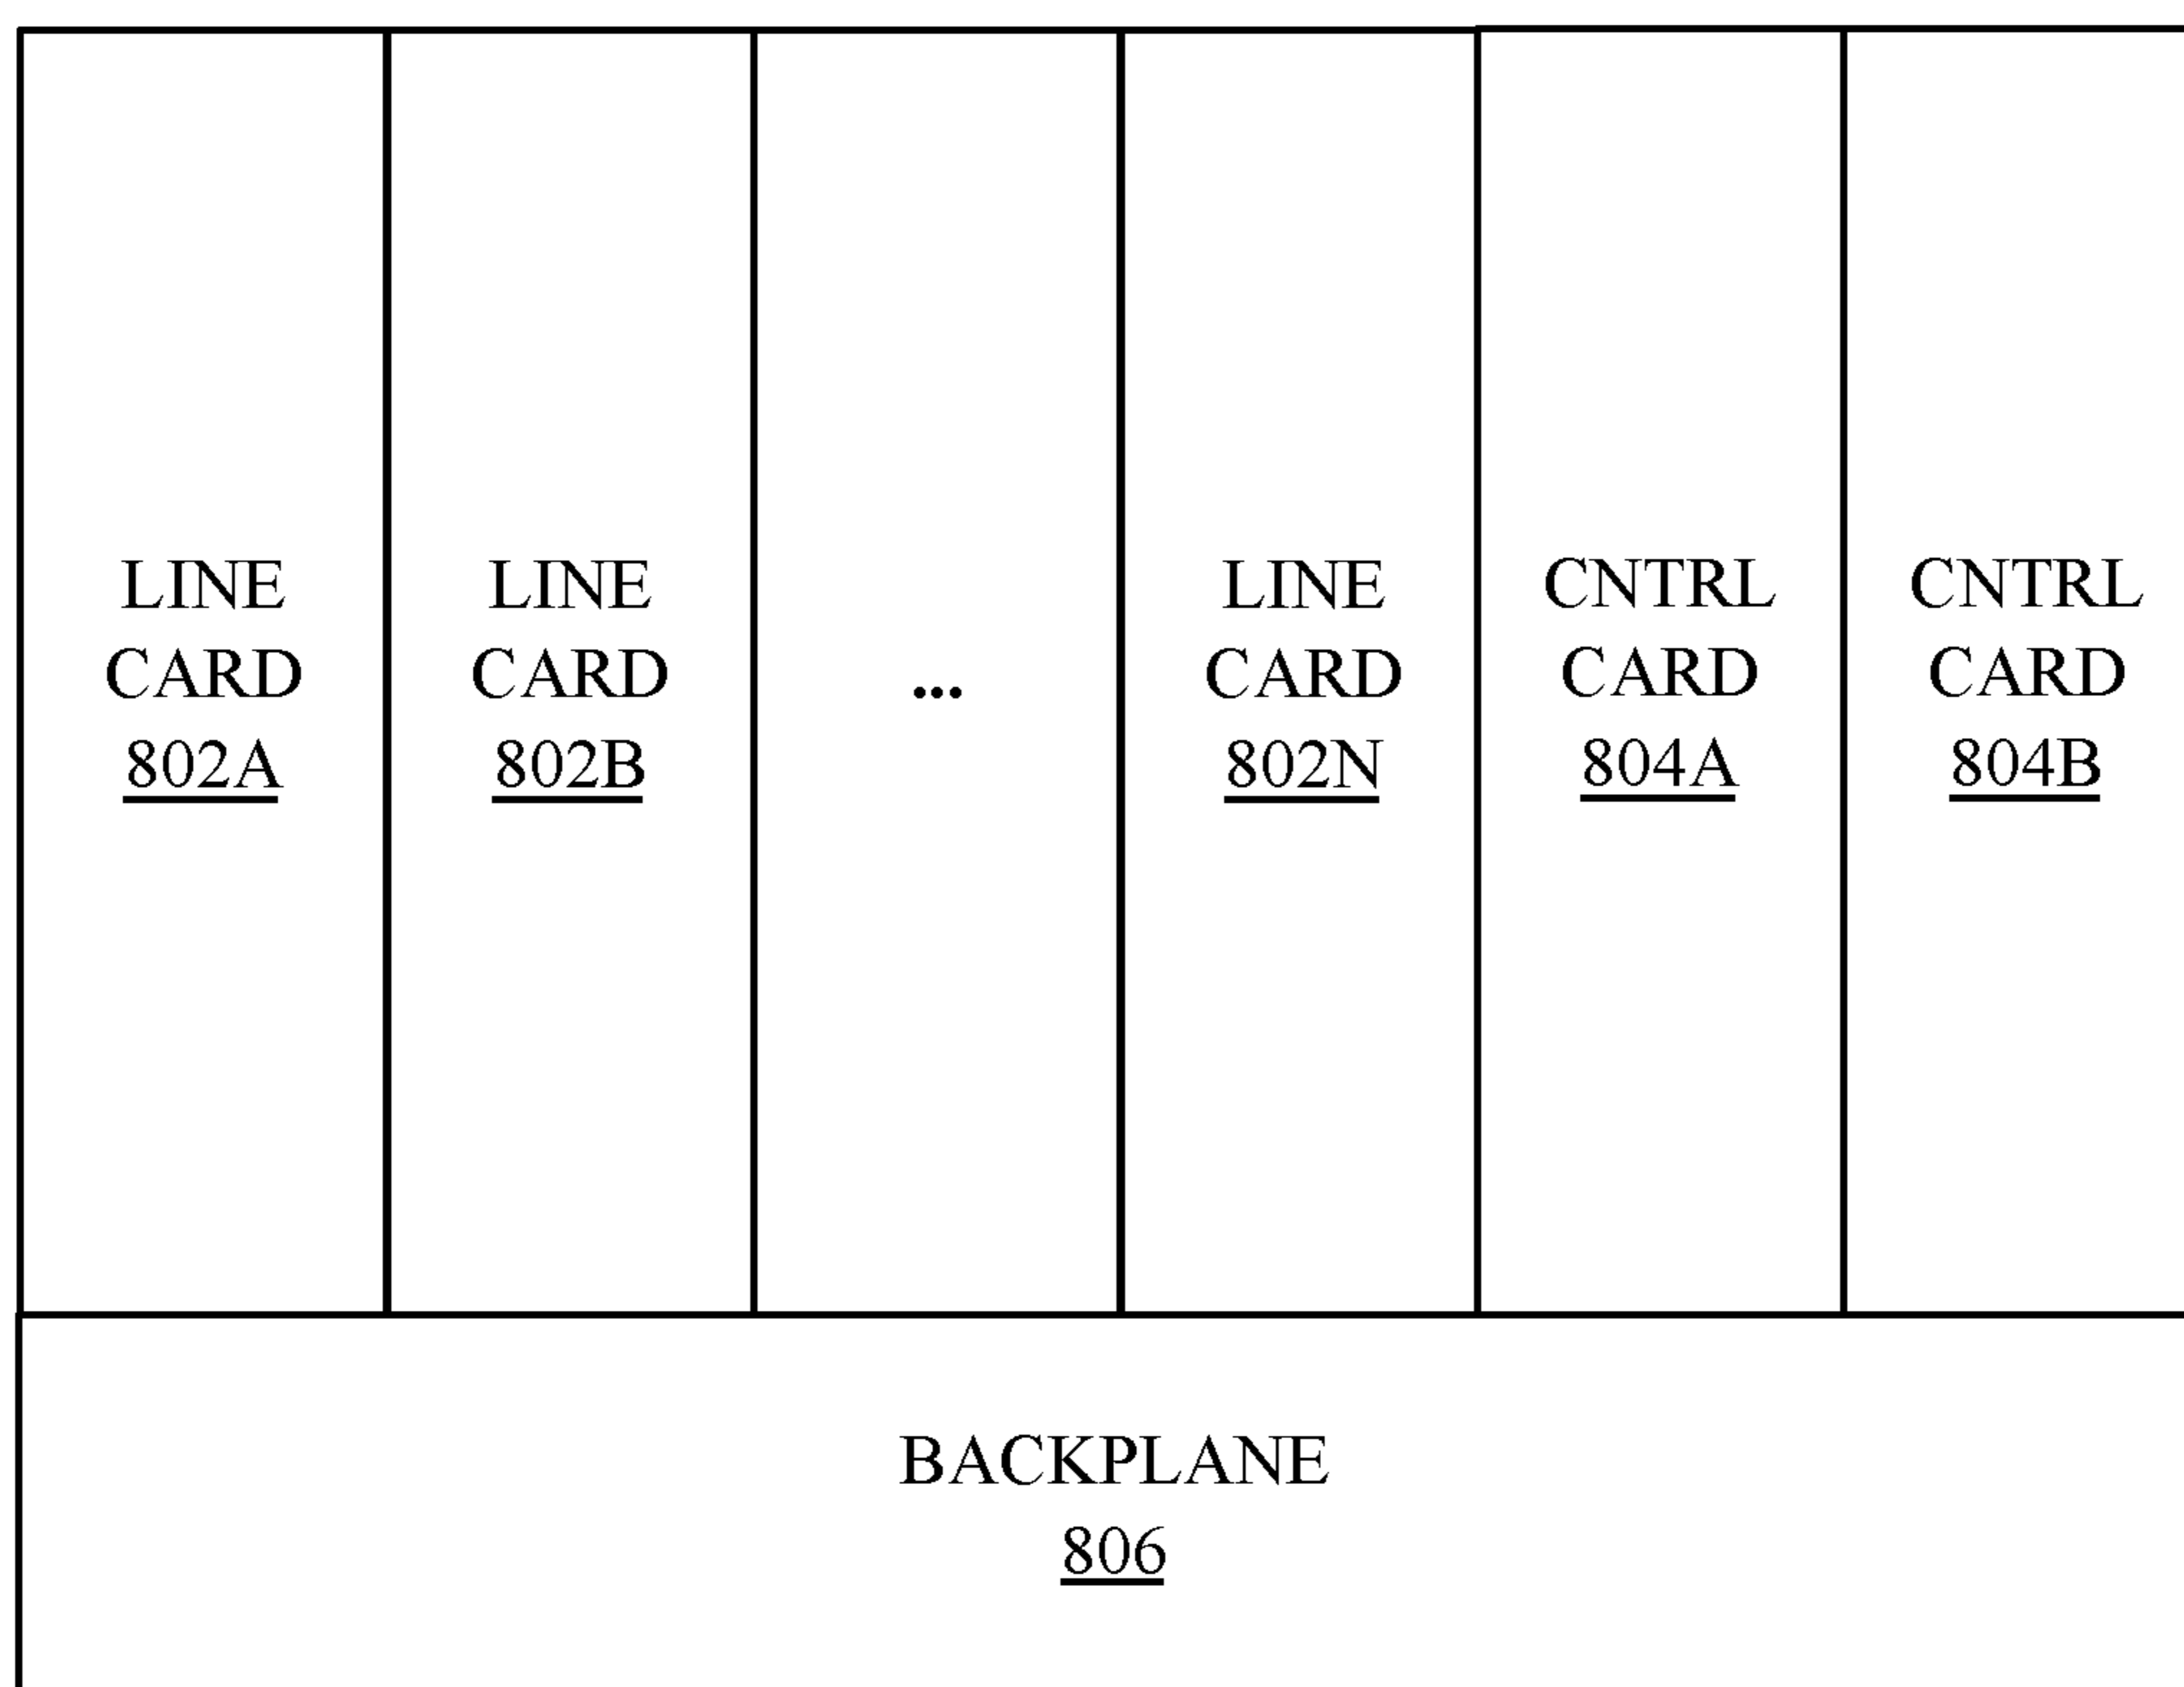 LINE
CARD
802A
LINE
CARD
802B
...
LINE
CARD
802N
CNTRL
CARD
804A
CNTRL
CARD
804B
BACKPLANE
806